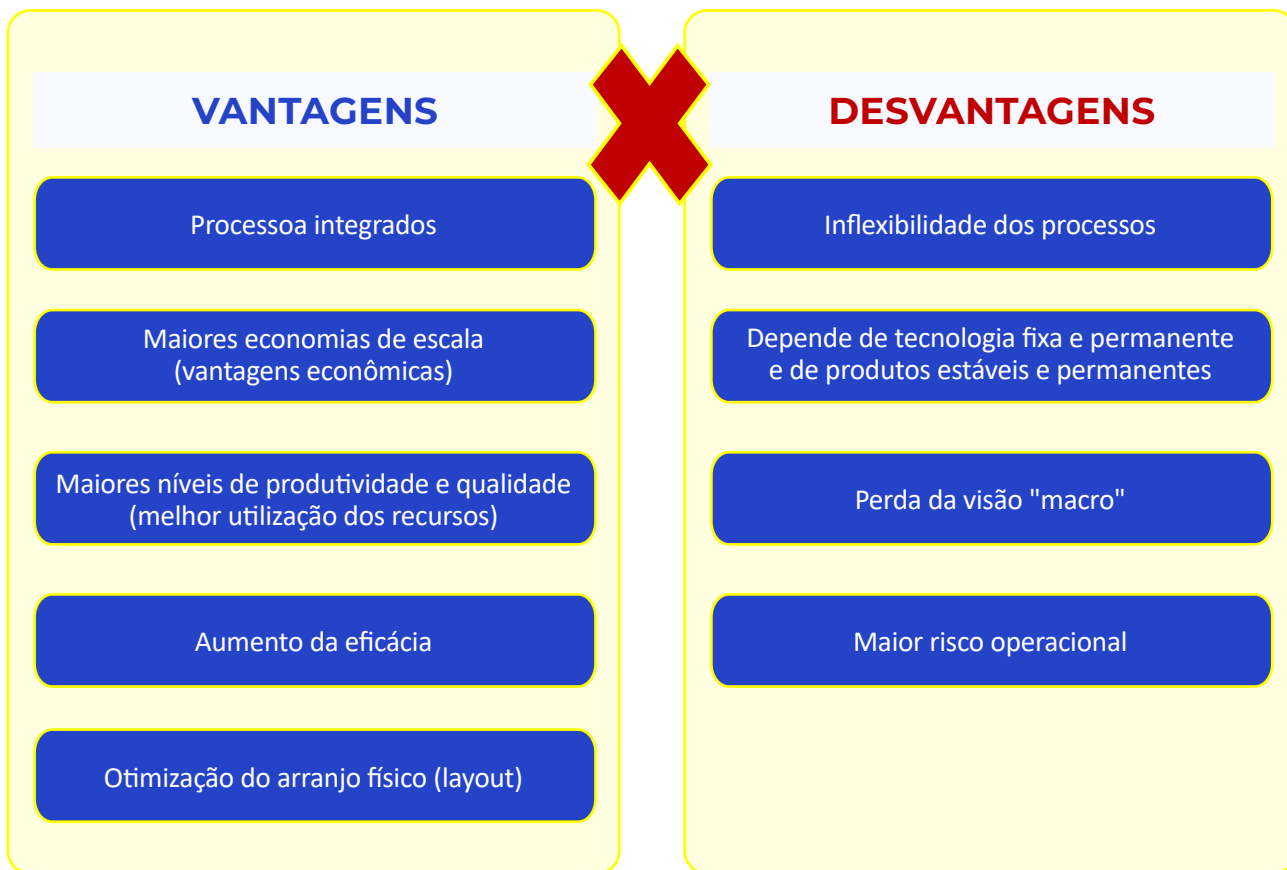 VANTAGENS
Processoa integrados
Maiores economias de escala
(vantagens econômicas)
Maiores níveis de produtividade e qualidade
(melhor utilização dos recursos)
Aumento da eficácia
Otimização do arranjo físico (layout)
DESVANTAGENS
Inflexibilidade dos processos
Depende de tecnologia fixa e permanente
e de produtos estáveis e permanentes
Perda da visão "macro"
Maior risco operacional